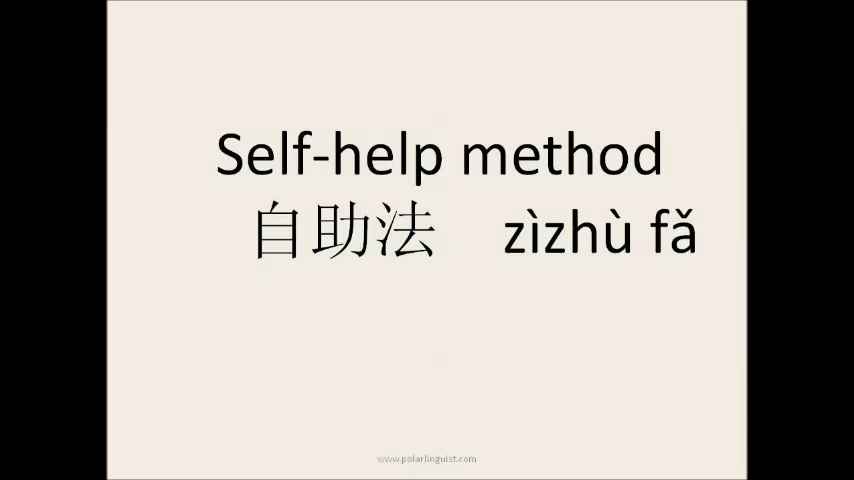 Self-help method
自助法 zìzhù fǎ
www.polarlinguist.com